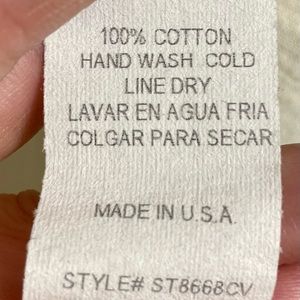 100% COTTON
HAND WASH COLD
LINE DRY
LAVAR EN AGUA FRIA
COLGAR PARA SECAR
MADE IN U.S.A.
STYLE# ST8668CV